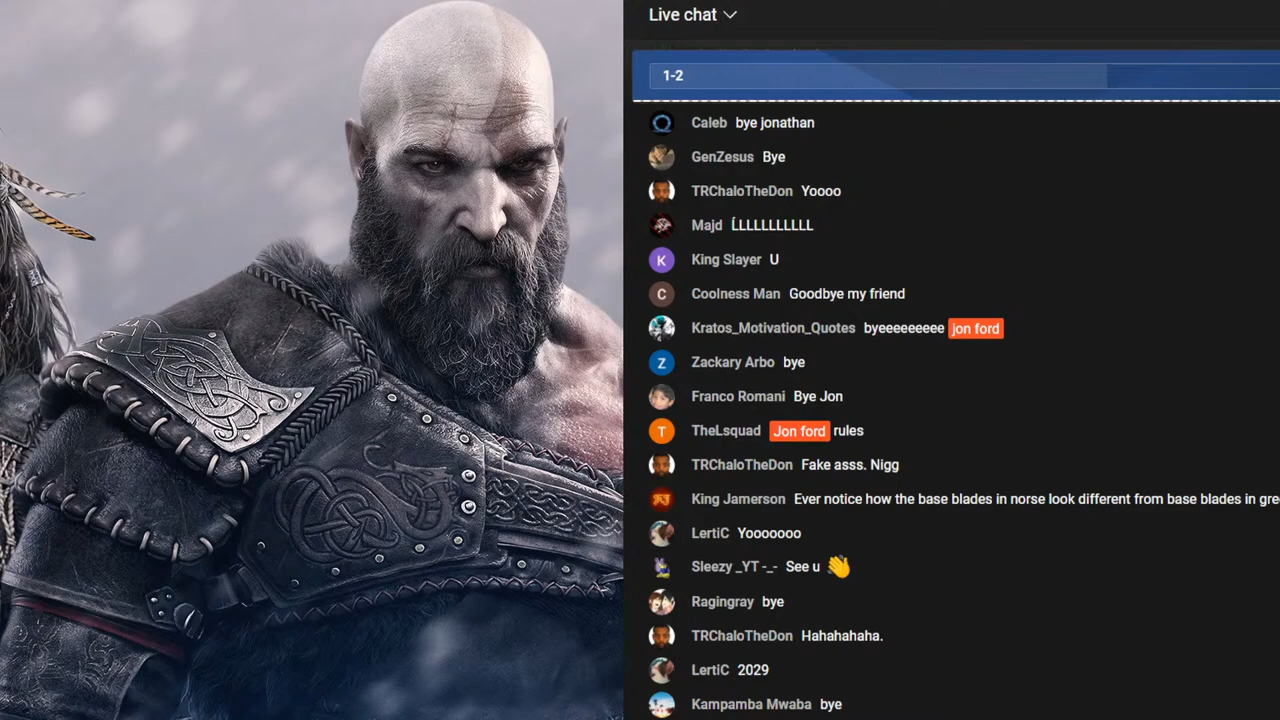 Live chat
1-2
Caleb bye jonathan
GenZesus Bye
TRChaloTheDon Yoooo
Majd ĹLLLLLLLLLL
King Slayer U
C Coolness Man Goodbye my friend
Kratos_Motivation_Quotes byeeeeeeeee jon ford
Z Zackary Arbo bye
Franco Romani Bye Jon
T TheLsquad Jon ford rules
TRChaloTheDon Fake asss. Nigg
King Jamerson Ever notice how the base blades in norse look different from base blades in gre
LertiC Yooooooo
Sleezy _YT -_- See u 👋
Ragingray bye
TRChaloTheDon Hahahahaha.
LertiC 2029
Kampamba Mwaba bye